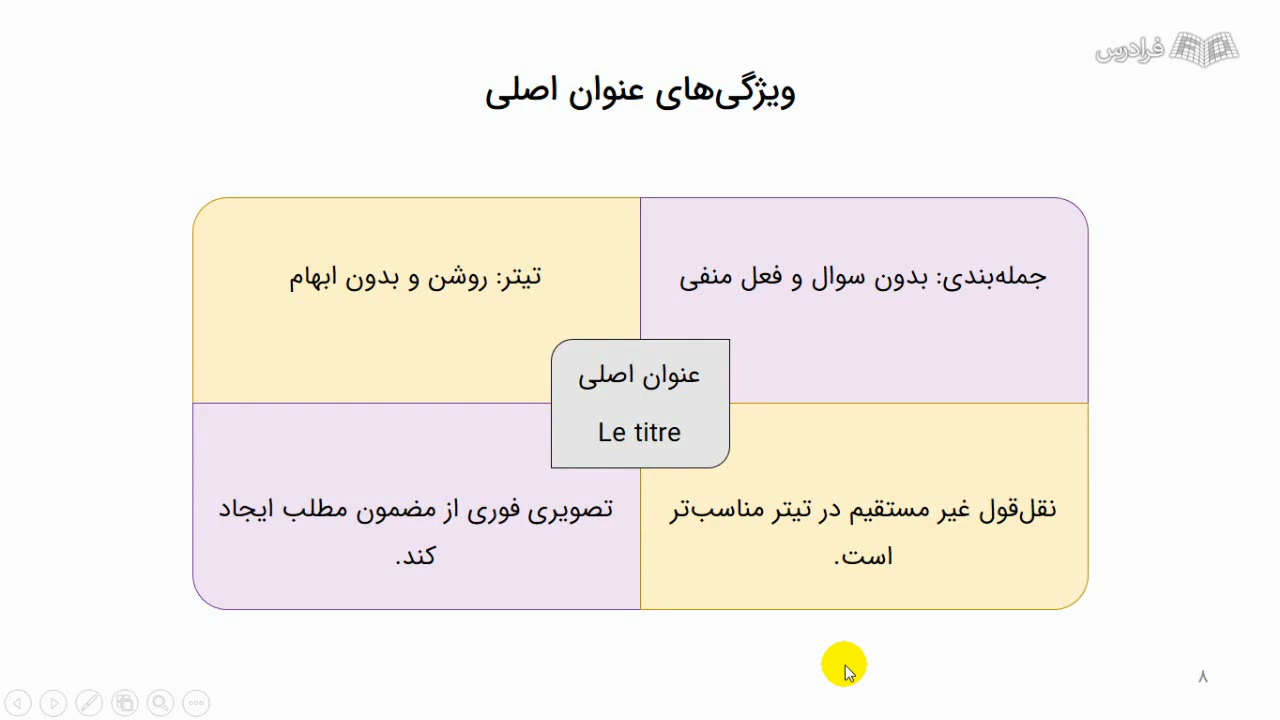 فرادرس
ویژگی‌های عنوان اصلی
جمله‌بندی: بدون سوال و فعل منفی
تیتر: روشن و بدون ابهام
عنوان اصلی
Le titre
نقل‌قول غیر مستقیم در تیتر مناسب‌تر
است.
تصویری فوری از مضمون مطلب ایجاد
کند.
۸